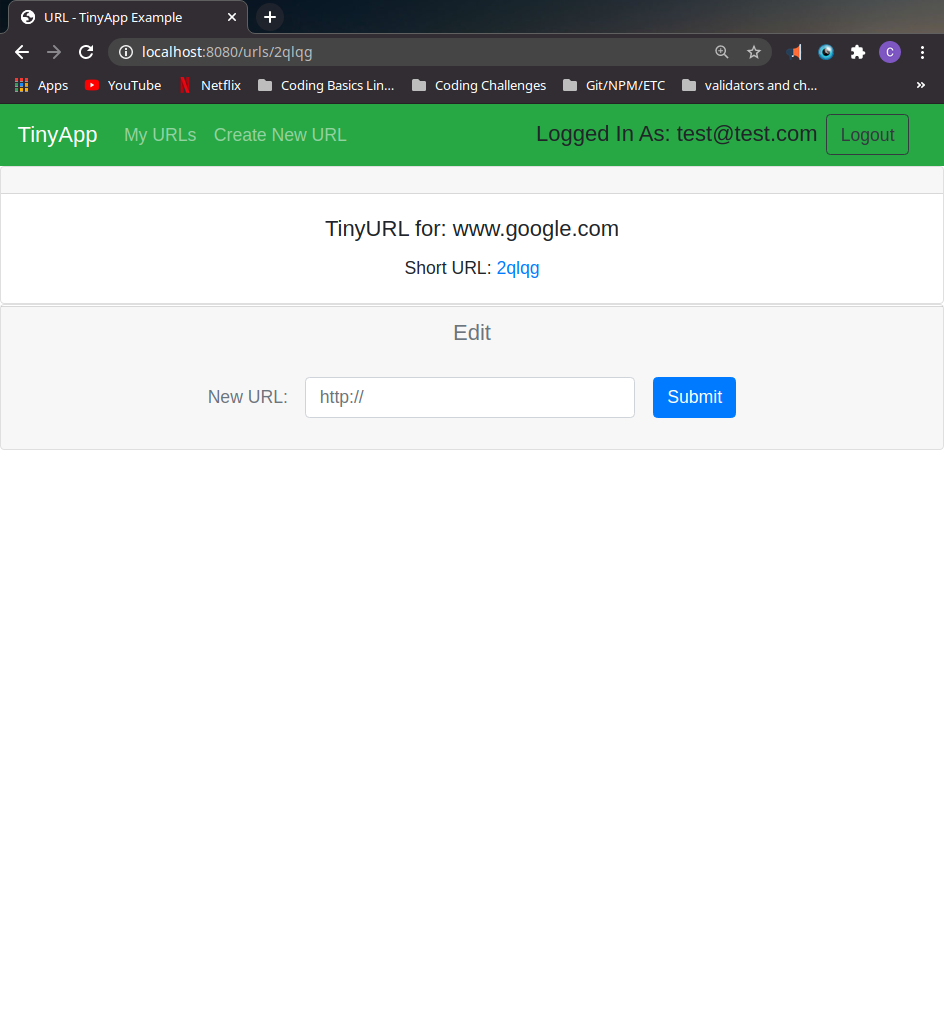 URL - TinyApp Example
localhost:8080/urls/2qlqg
Apps YouTube Netflix Coding Basics Lin... Coding Challenges Git/NPM/ETC validators and ch... »
TinyApp My URLs Create New URL Logged In As: test@test.com Logout
TinyURL for: www.google.com
Short URL: 2qlqg
Edit
New URL: http:// Submit